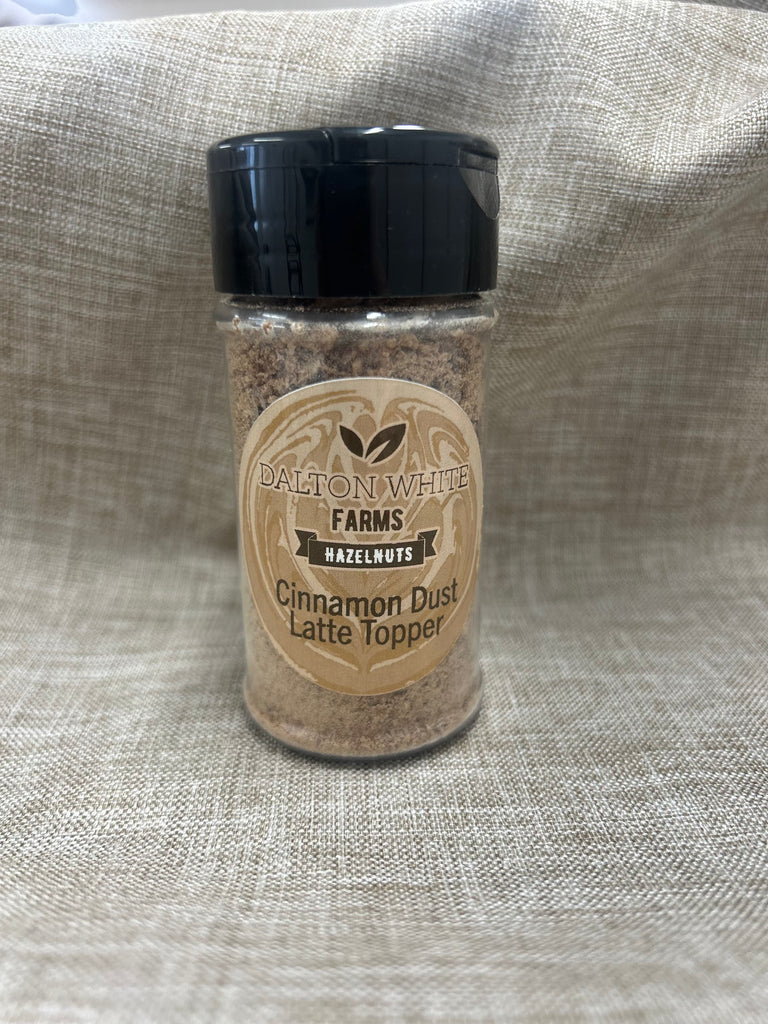 DALTON WHITE
FARMS
HAZELNUTS
Cinnamon Dust
Latte Topper